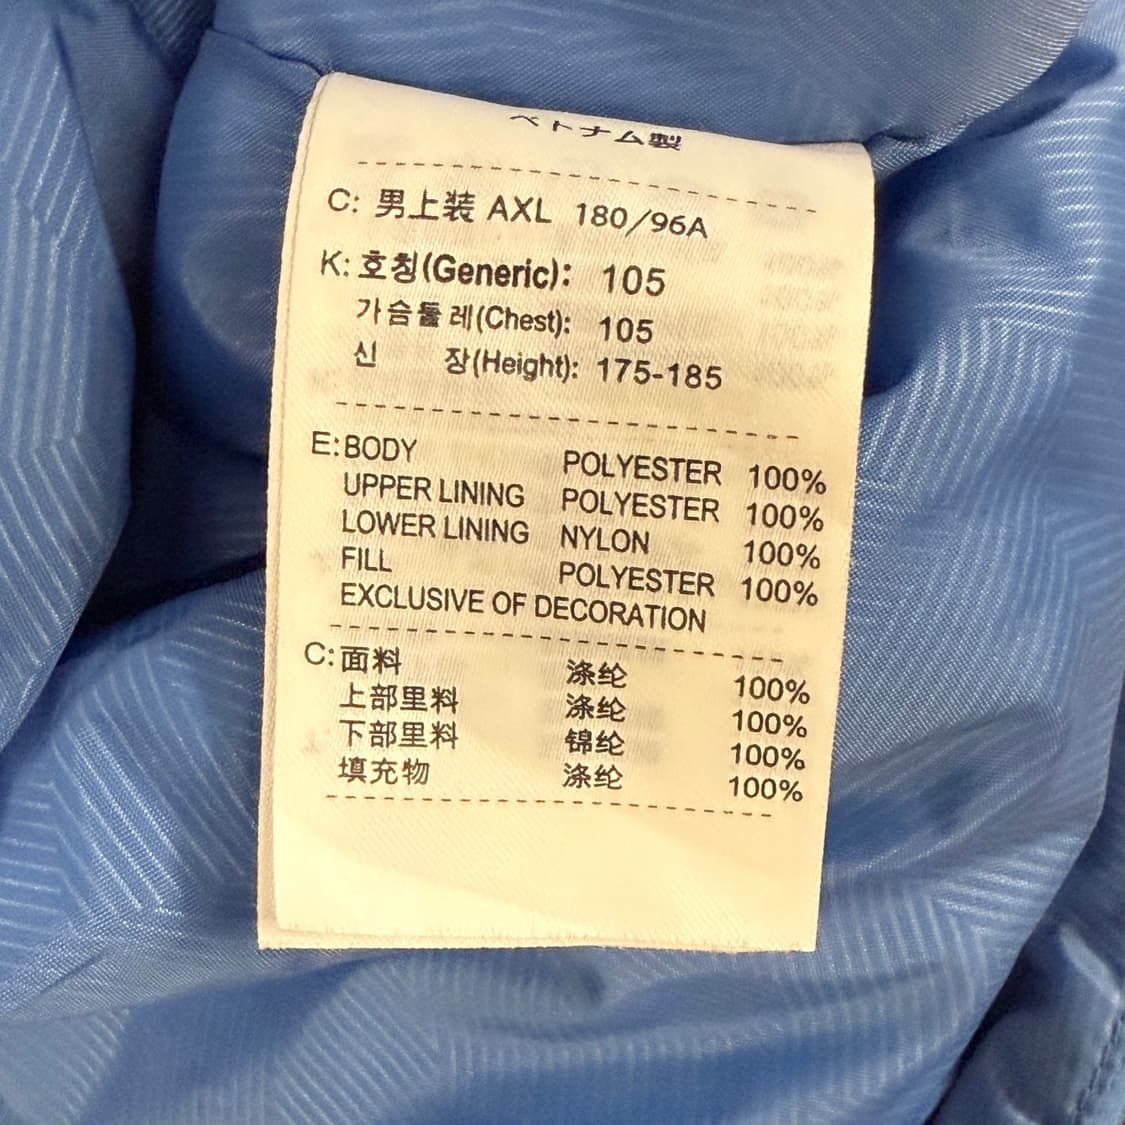 ベトナム製
C: 男上装 AXL 180/96A
K: 호칭(Generic): 105
가슴둘레(Chest): 105
신 장(Height): 175-185
E: BODY POLYESTER 100%
UPPER LINING POLYESTER 100%
LOWER LINING NYLON 100%
FILL POLYESTER 100%
EXCLUSIVE OF DECORATION
C: 面料 涤纶 100%
上部里料 涤纶 100%
下部里料 锦纶 100%
填充物 涤纶 100%